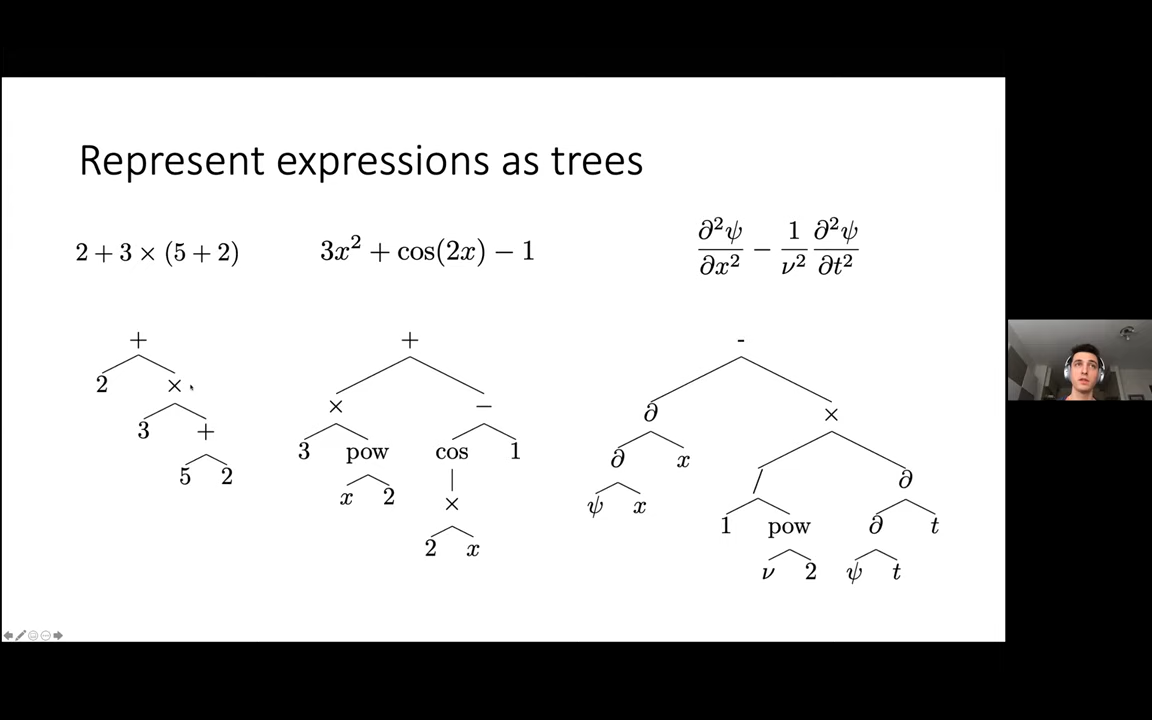 Represent expressions as trees
2 + 3 × (5 + 2)
3x² + cos(2x) − 1
∂²ψ/∂x² − 1/ν² ∂²ψ/∂t²
+
2 ×
3 +
5 2
+
× −
3 pow cos 1
x 2 ×
2 x
-
∂ ×
∂ x / ∂
ψ x 1 pow ∂ t
ν 2 ψ t